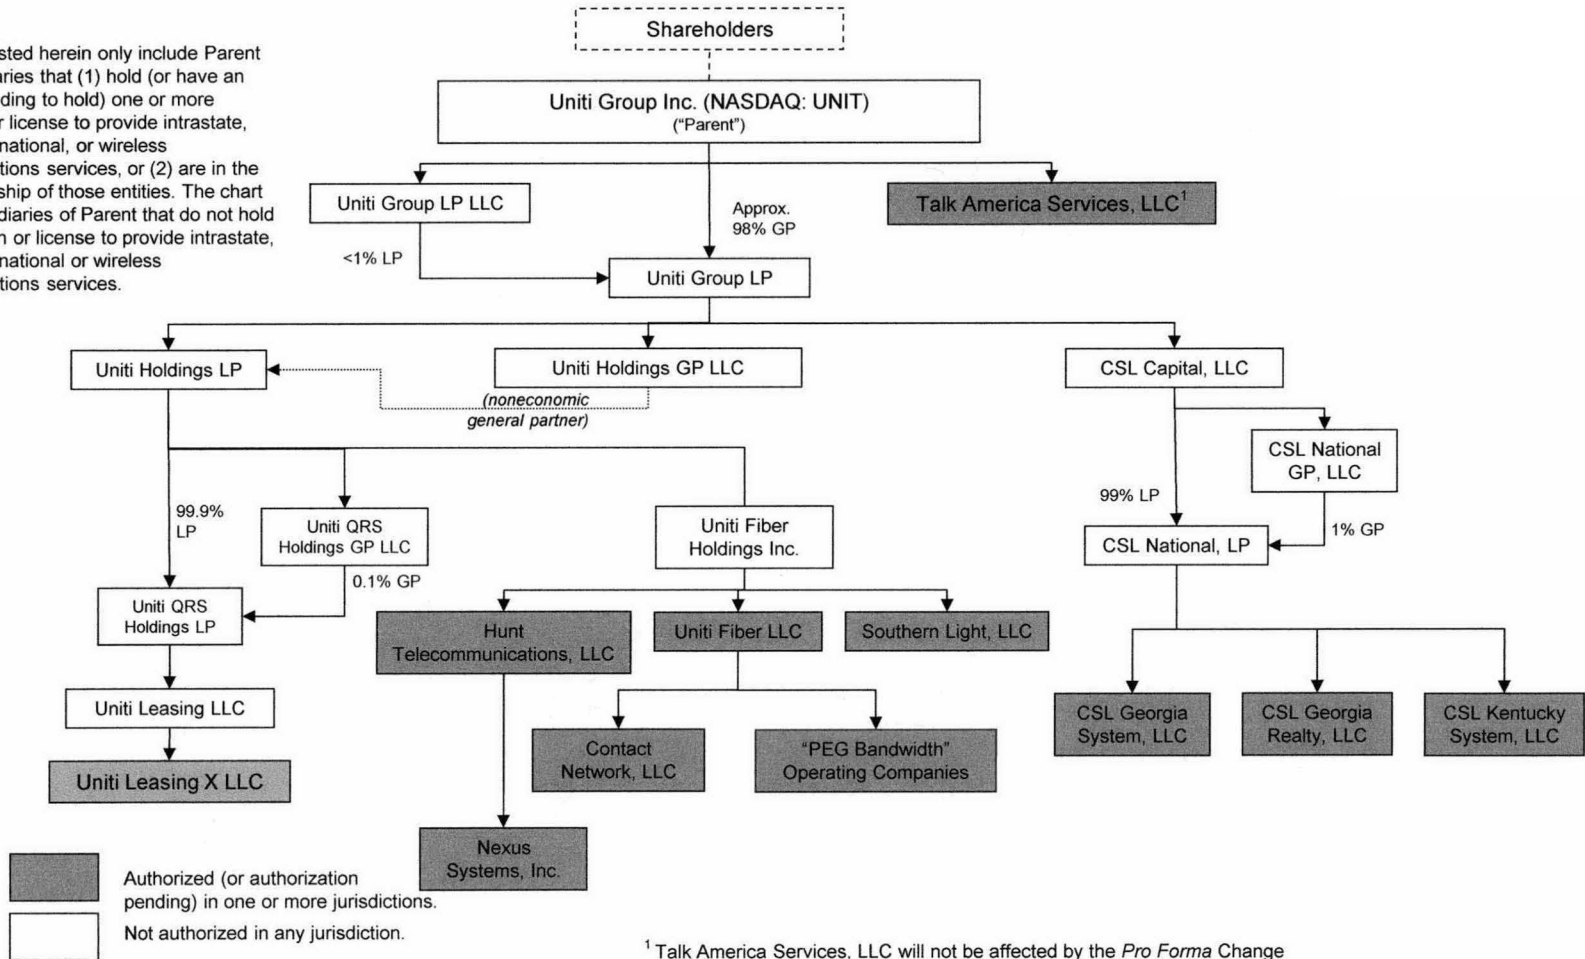 Shareholders
sted herein only include Parent
aries that (1) hold (or have an
ding to hold) one or more
r license to provide intrastate,
national, or wireless
tions services, or (2) are in the
ship of those entities. The chart
diaries of Parent that do not hold
n or license to provide intrastate,
national or wireless
tions services.
Uniti Group Inc. (NASDAQ: UNIT)
("Parent")
Uniti Group LP LLC
Approx.
98% GP
Talk America Services, LLC¹
<1% LP
Uniti Group LP
Uniti Holdings LP
Uniti Holdings GP LLC
CSL Capital, LLC
(noneconomic
general partner)
CSL National
GP, LLC
99.9%
LP
Uniti QRS
Holdings GP LLC
Uniti Fiber
Holdings Inc.
99% LP
CSL National, LP
1% GP
0.1% GP
Uniti QRS
Holdings LP
Hunt
Telecommunications, LLC
Uniti Fiber LLC
Southern Light, LLC
Uniti Leasing LLC
CSL Georgia
System, LLC
CSL Georgia
Realty, LLC
CSL Kentucky
System, LLC
Contact
Network, LLC
"PEG Bandwidth"
Operating Companies
Uniti Leasing X LLC
Nexus
Systems, Inc.
Authorized (or authorization
pending) in one or more jurisdictions.
Not authorized in any jurisdiction.
¹ Talk America Services, LLC will not be affected by the Pro Forma Change